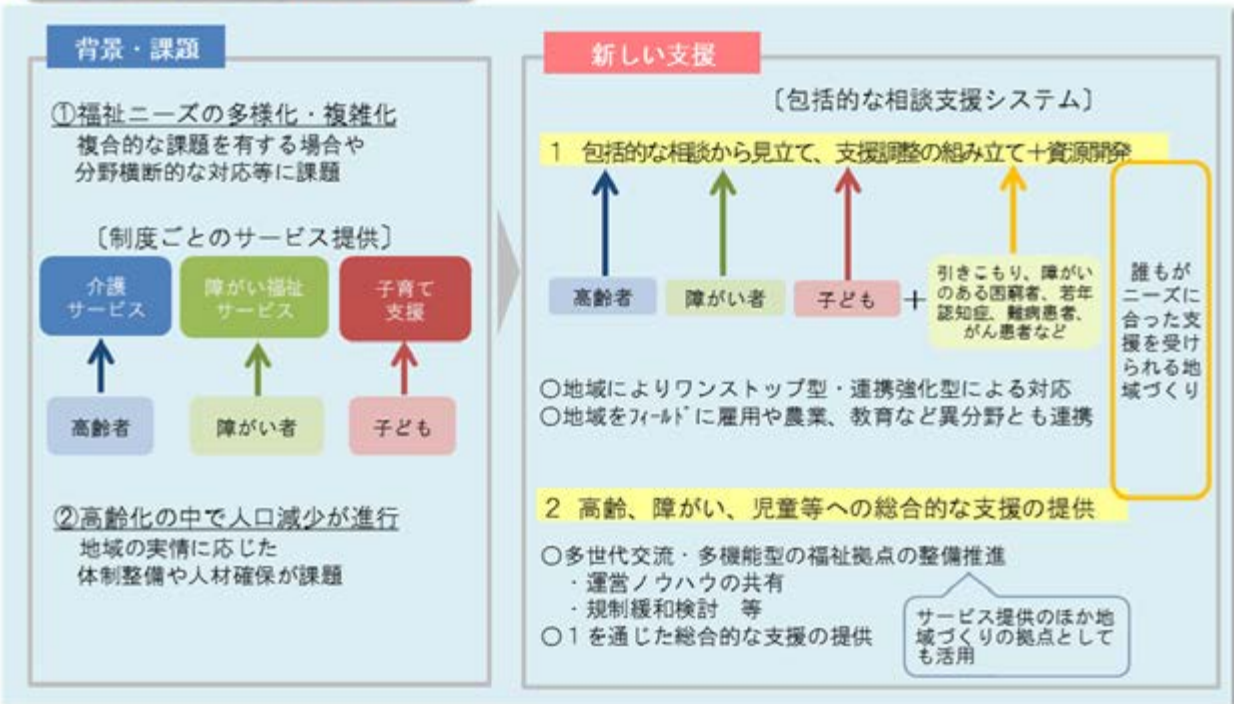 背景・課題
①福祉ニーズの多様化・複雑化
複合的な課題を有する場合や
分野横断的な対応等に課題
〔制度ごとのサービス提供〕
介護
サービス
障がい福祉
サービス
子育て
支援
高齢者
障がい者
子ども
②高齢化の中で人口減少が進行
地域の実情に応じた
体制整備や人材確保が課題
新しい支援
〔包括的な相談支援システム〕
1 包括的な相談から見立て、支援調整の組み立て＋資源開発
高齢者
障がい者
子ども
＋
引きこもり、障がい
のある困窮者、若年
認知症、難病患者、
がん患者など
誰もが
ニーズに
合った支
援を受け
られる地
域づくり
○地域によりワンストップ型・連携強化型による対応
○地域をﾌｨｰﾙﾄﾞに雇用や農業、教育など異分野とも連携
2 高齢、障がい、児童等への総合的な支援の提供
○多世代交流・多機能型の福祉拠点の整備推進
・運営ノウハウの共有
・規制緩和検討 等
○1を通じた総合的な支援の提供
サービス提供のほか地
域づくりの拠点として
も活用